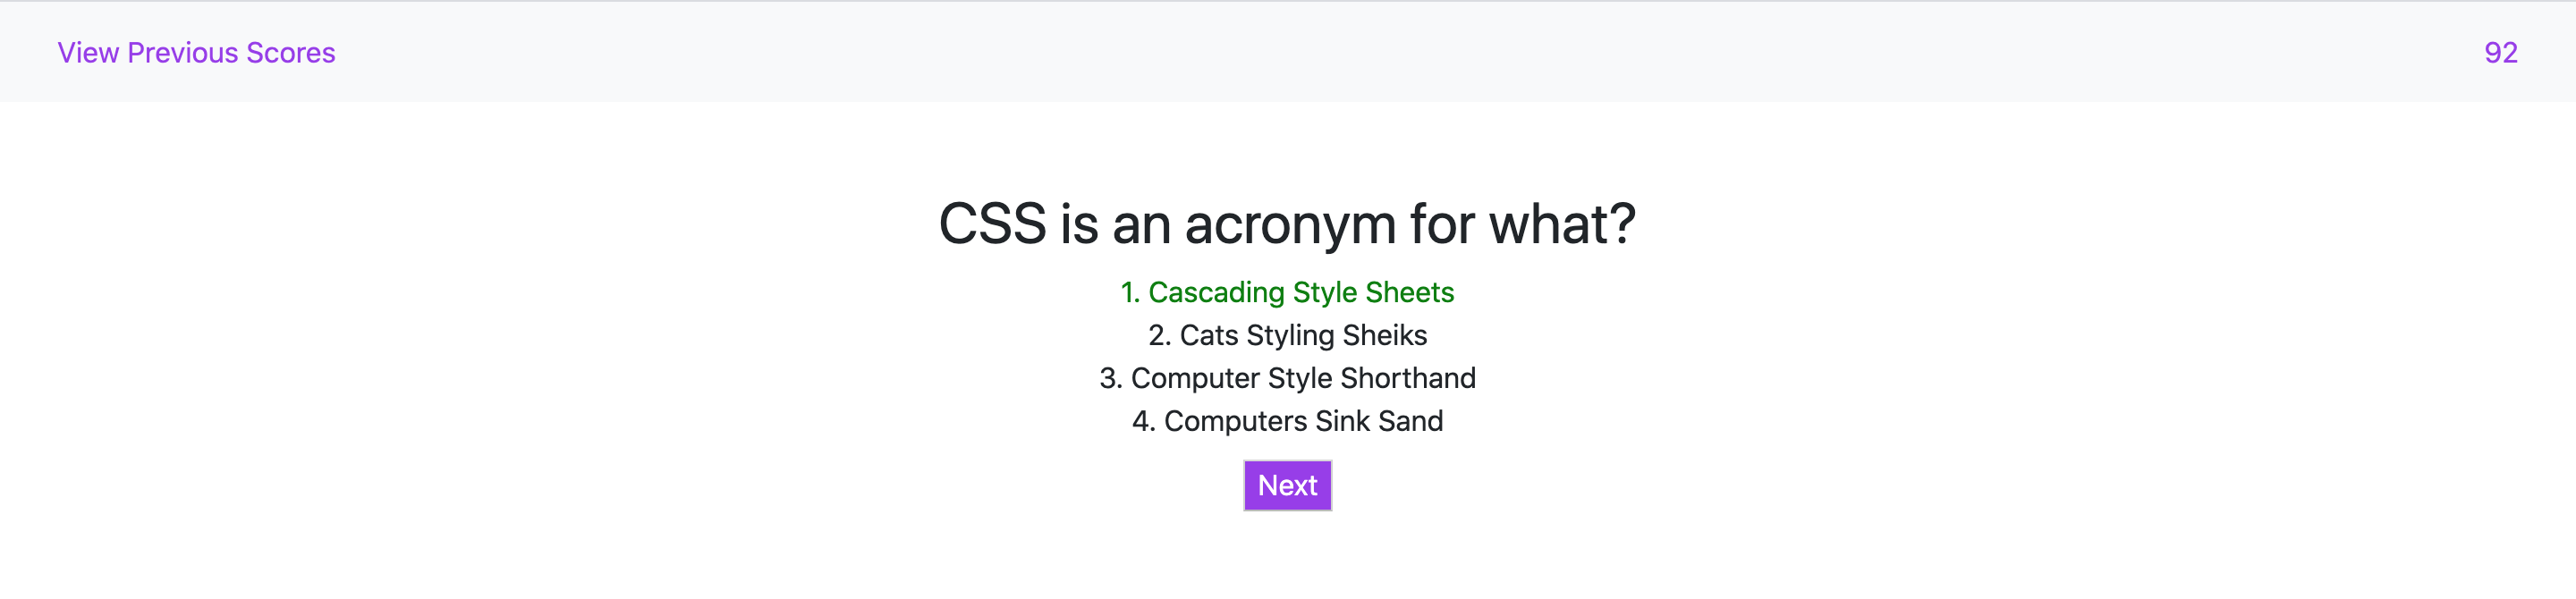 View Previous Scores
92
CSS is an acronym for what?
1. Cascading Style Sheets
2. Cats Styling Sheiks
3. Computer Style Shorthand
4. Computers Sink Sand
Next